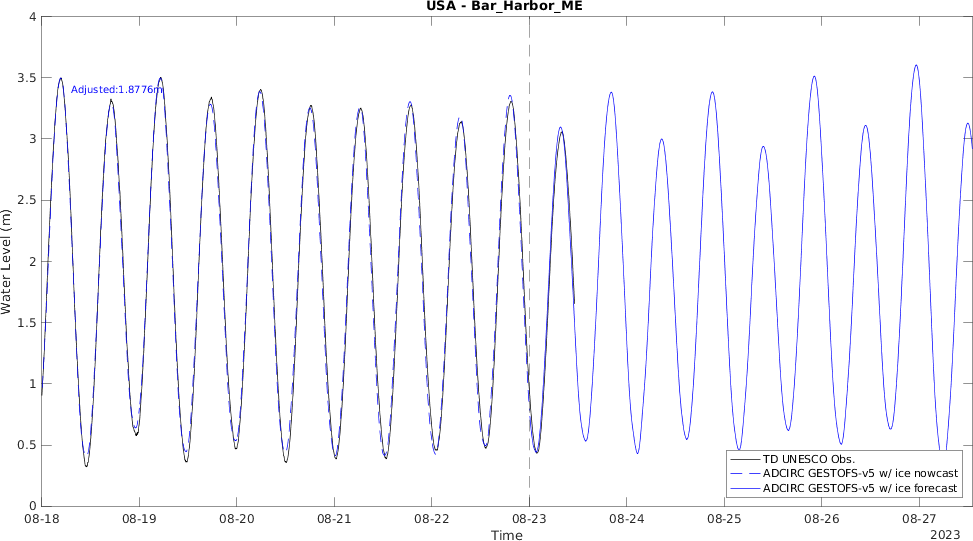 USA - Bar_Harbor_ME
4
3.5
3
2.5
2
1.5
1
0.5
0
Water Level (m)
Adjusted:1.8776m
TD UNESCO Obs.
ADCIRC GESTOFS-v5 w/ ice nowcast
ADCIRC GESTOFS-v5 w/ ice forecast
08-18 08-19 08-20 08-21 08-22 08-23 08-24 08-25 08-26 08-27
Time
2023